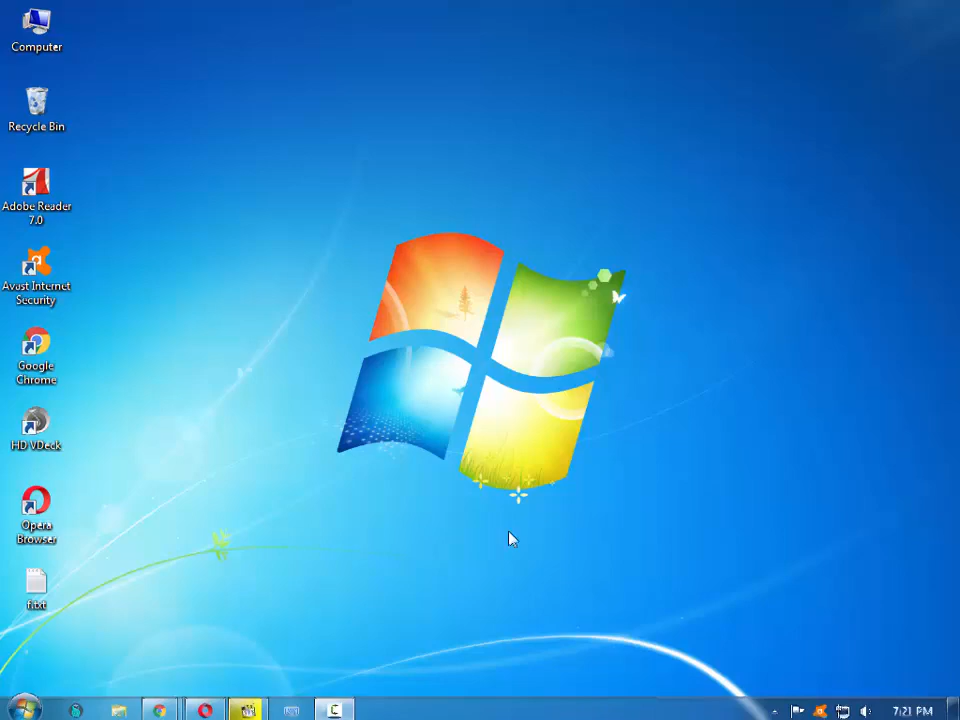 Computer
Recycle Bin
Adobe Reader
7.0
Avast Internet
Security
Google
Chrome
HD VDeck
Opera
Browser
f.txt
7:21 PM